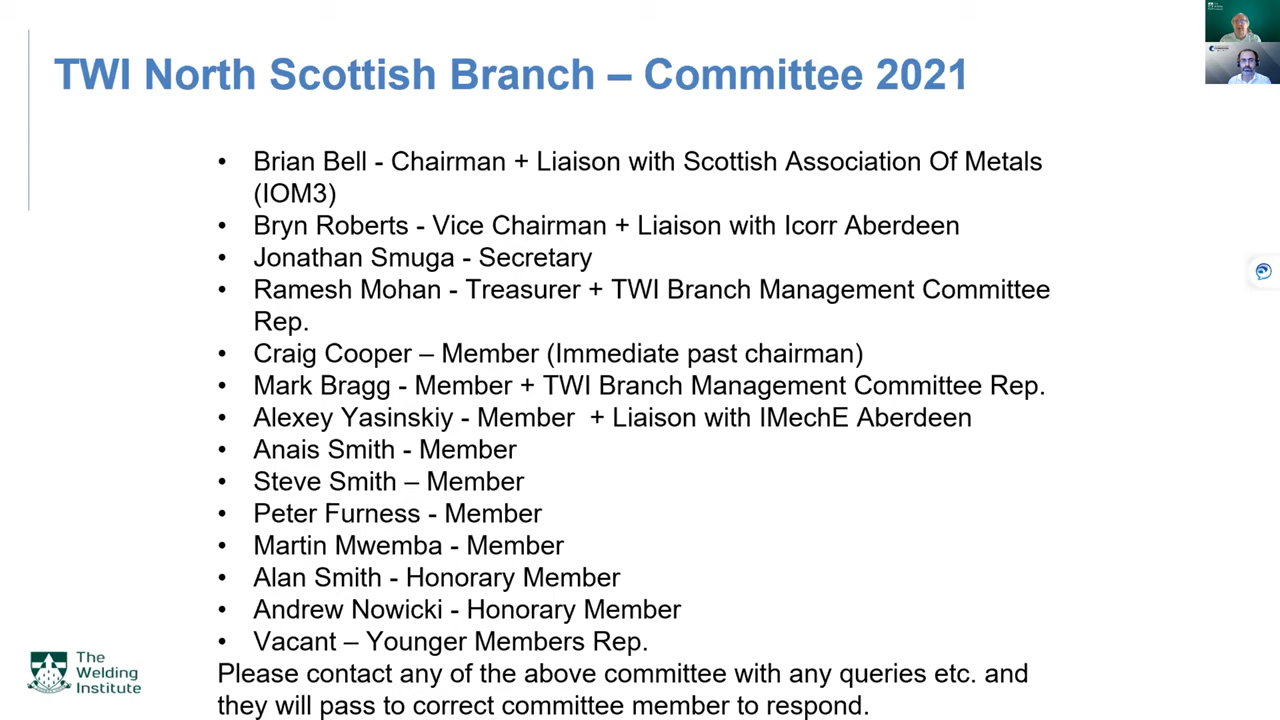 TWI North Scottish Branch – Committee 2021
• Brian Bell - Chairman + Liaison with Scottish Association Of Metals
(IOM3)
• Bryn Roberts - Vice Chairman + Liaison with Icorr Aberdeen
• Jonathan Smuga - Secretary
• Ramesh Mohan - Treasurer + TWI Branch Management Committee
Rep.
• Craig Cooper – Member (Immediate past chairman)
• Mark Bragg - Member + TWI Branch Management Committee Rep.
• Alexey Yasinskiy - Member  + Liaison with IMechE Aberdeen
• Anais Smith - Member
• Steve Smith – Member
• Peter Furness - Member
• Martin Mwemba - Member
• Alan Smith - Honorary Member
• Andrew Nowicki - Honorary Member
• Vacant – Younger Members Rep.
Please contact any of the above committee with any queries etc. and
they will pass to correct committee member to respond.
The
Welding
Institute